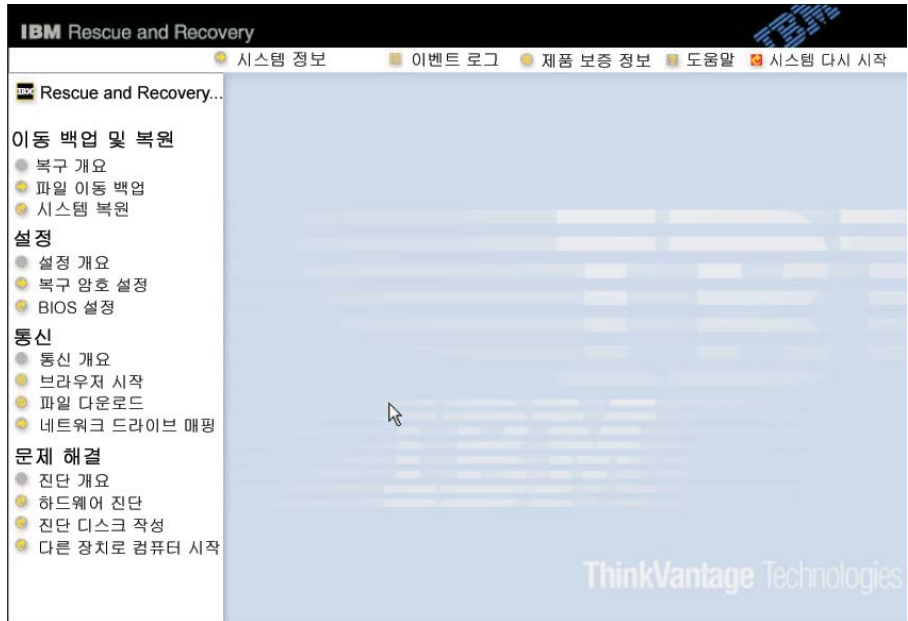 IBM Rescue and Recovery
IBM
시스템 정보 이벤트 로그 제품 보증 정보 도움말 시스템 다시 시작
IBM Rescue and Recovery...
이동 백업 및 복원
복구 개요
파일 이동 백업
시스템 복원
설정
설정 개요
복구 암호 설정
BIOS 설정
통신
통신 개요
브라우저 시작
파일 다운로드
네트워크 드라이브 매핑
문제 해결
진단 개요
하드웨어 진단
진단 디스크 작성
다른 장치로 컴퓨터 시작
IBM
ThinkVantage Technologies